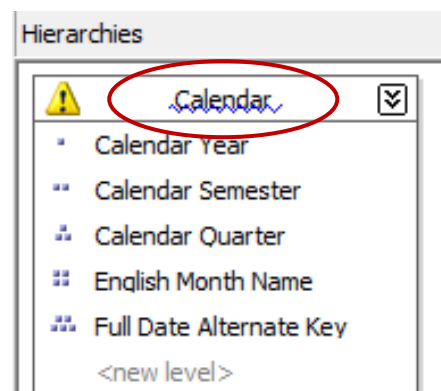 Hierarchies
Calendar
Calendar Year
Calendar Semester
Calendar Quarter
English Month Name
Full Date Alternate Key
<new level>